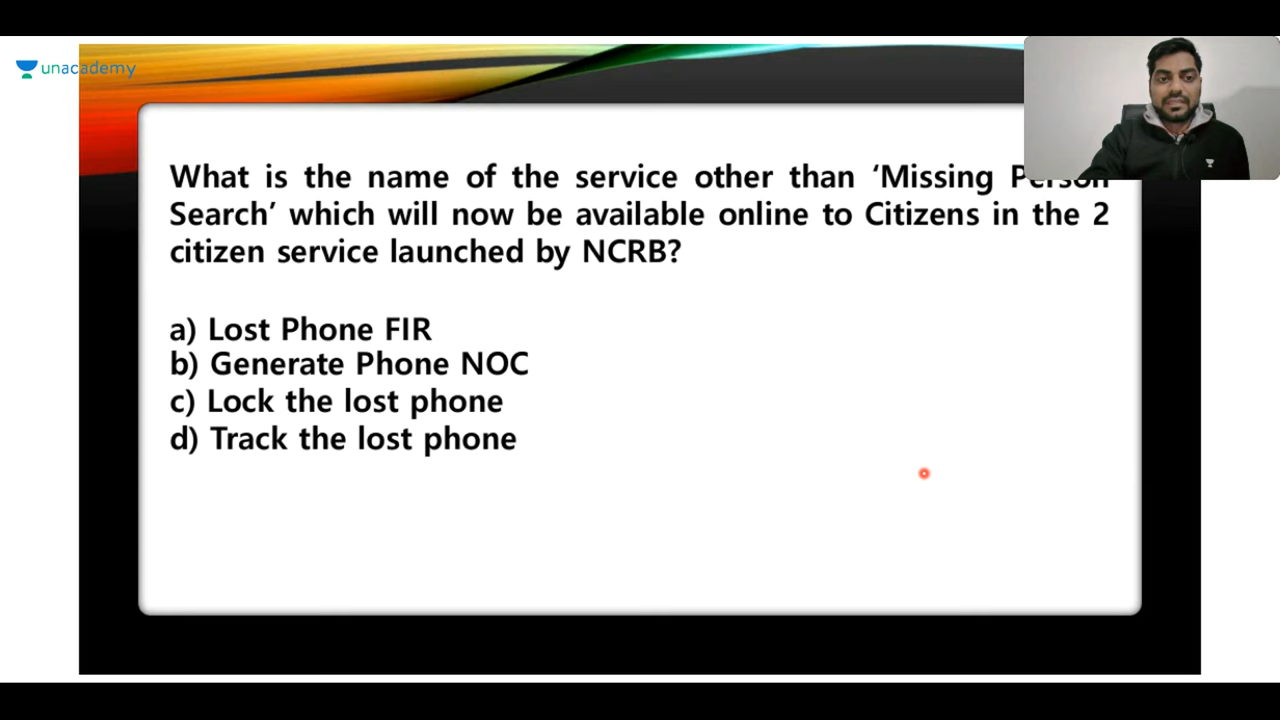 unacademy
What is the name of the service other than ‘Missing Person
Search’ which will now be available online to Citizens in the 2
citizen service launched by NCRB?
a) Lost Phone FIR
b) Generate Phone NOC
c) Lock the lost phone
d) Track the lost phone